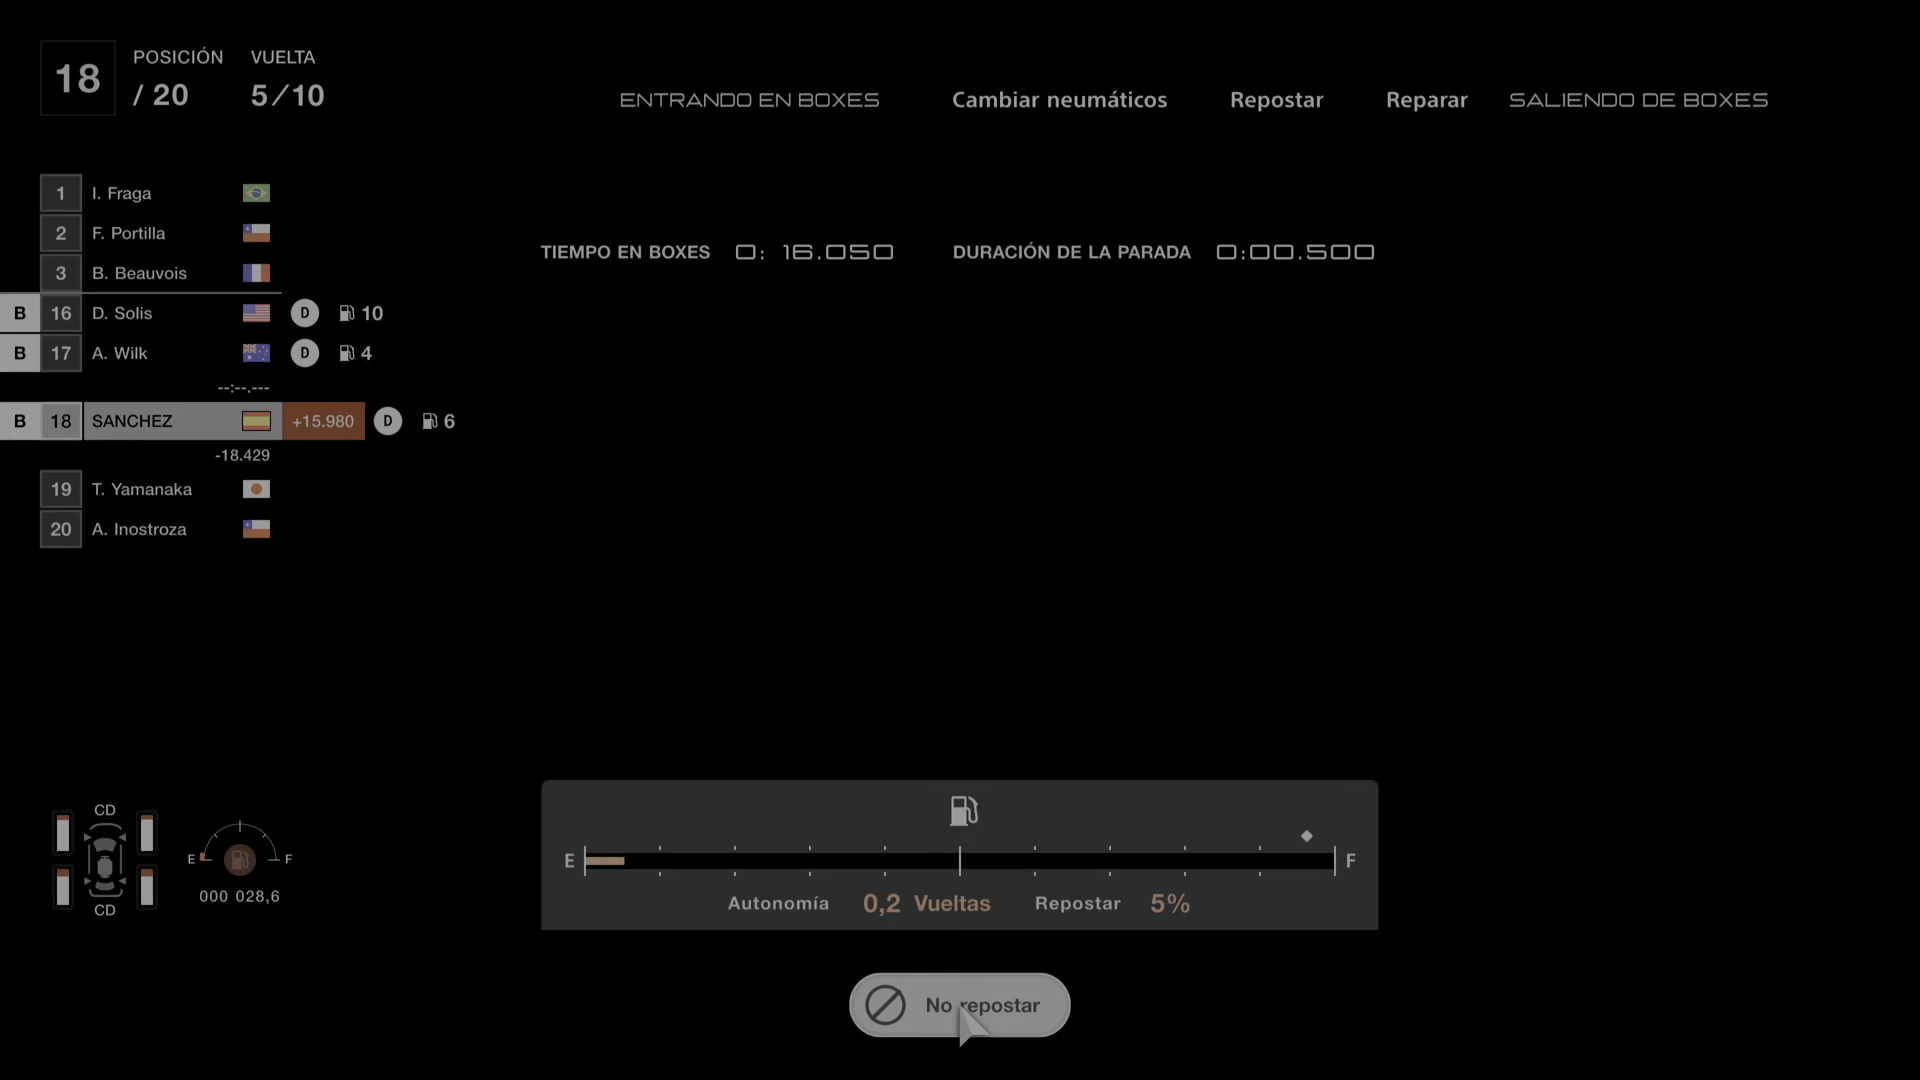 18
POSICIÓN
/ 20
VUELTA
5/10
ENTRANDO EN BOXES
Cambiar neumáticos
Repostar
Reparar
SALIENDO DE BOXES
TIEMPO EN BOXES 0: 16.050
DURACIÓN DE LA PARADA 0:00.500
1 I. Fraga
2 F. Portilla
3 B. Beauvois
B 16 D. Solis D 10
B 17 A. Wilk D 4
--:--.---
B 18 SANCHEZ +15.980 D 6
-18.429
19 T. Yamanaka
20 A. Inostroza
CD
CD
E F
000 028,6
E F
Autonomía 0,2 Vueltas Repostar 5%
No repostar